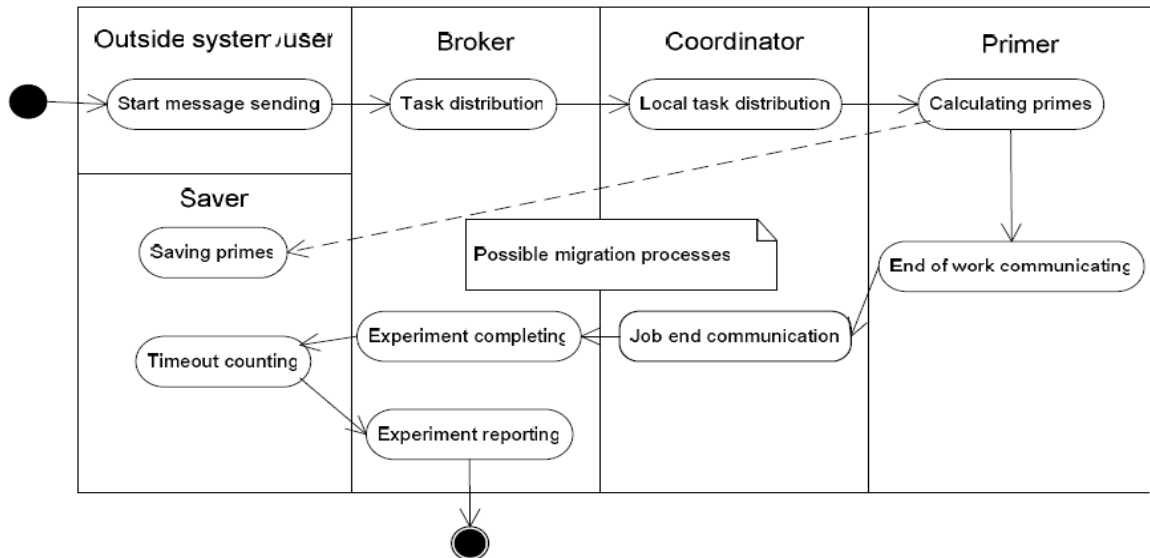 Outside system/user
Broker
Coordinator
Primer
Start message sending
Task distribution
Local task distribution
Calculating primes
Saver
Saving primes
Possible migration processes
End of work communicating
Experiment completing
Job end communication
Timeout counting
Experiment reporting